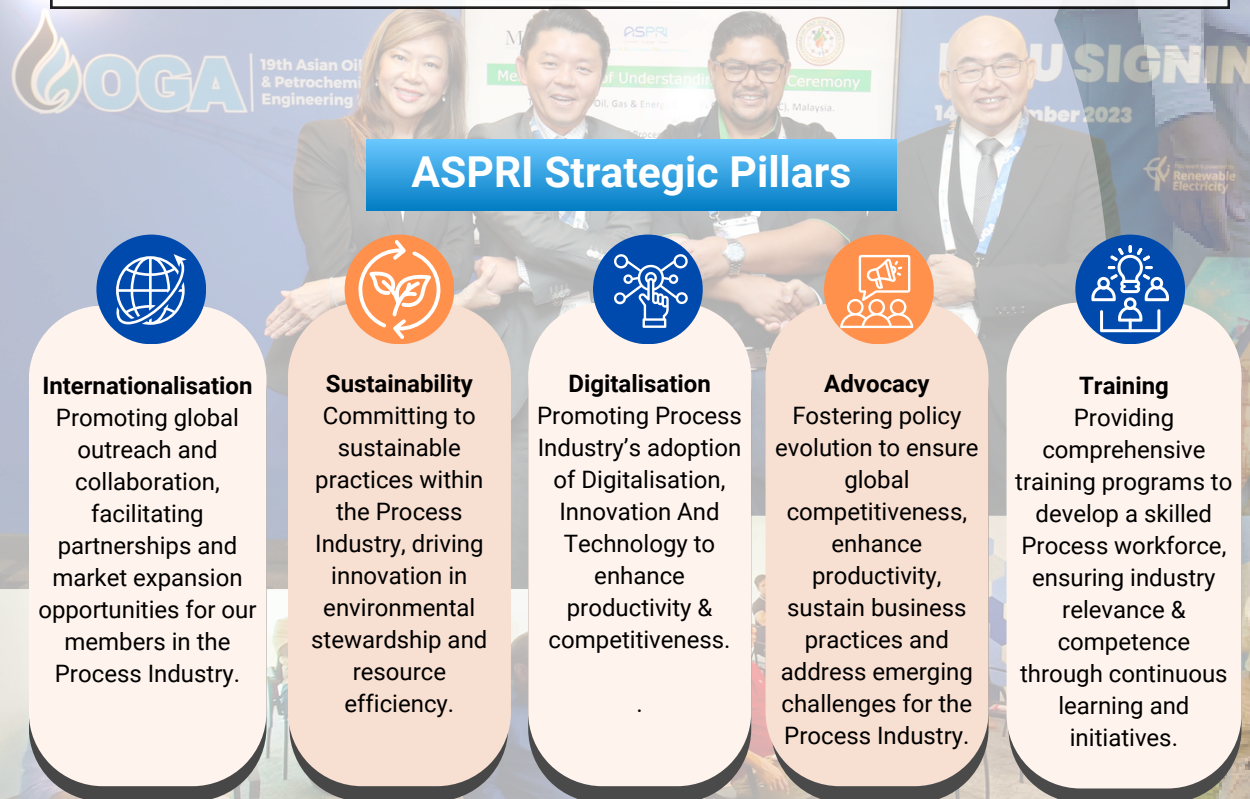 OGA
19th Asian Oil
& Petrochemi
Engineering
ASPRI
of Understanding
Ceremony
Oil, Gas & Energy
Malaysia.
U SIGNIN
14
mber 2023
Renewable
Electricity
ASPRI Strategic Pillars
Internationalisation
Promoting global
outreach and
collaboration,
facilitating
partnerships and
market expansion
opportunities for our
members in the
Process Industry.
Sustainability
Committing to
sustainable
practices within
the Process
Industry, driving
innovation in
environmental
stewardship and
resource
efficiency.
Digitalisation
Promoting Process
Industry’s adoption
of Digitalisation,
Innovation And
Technology to
enhance
productivity &
competitiveness.
.
Advocacy
Fostering policy
evolution to ensure
global
competitiveness,
enhance
productivity,
sustain business
practices and
address emerging
challenges for the
Process Industry.
Training
Providing
comprehensive
training programs to
develop a skilled
Process workforce,
ensuring industry
relevance &
competence
through continuous
learning and
initiatives.